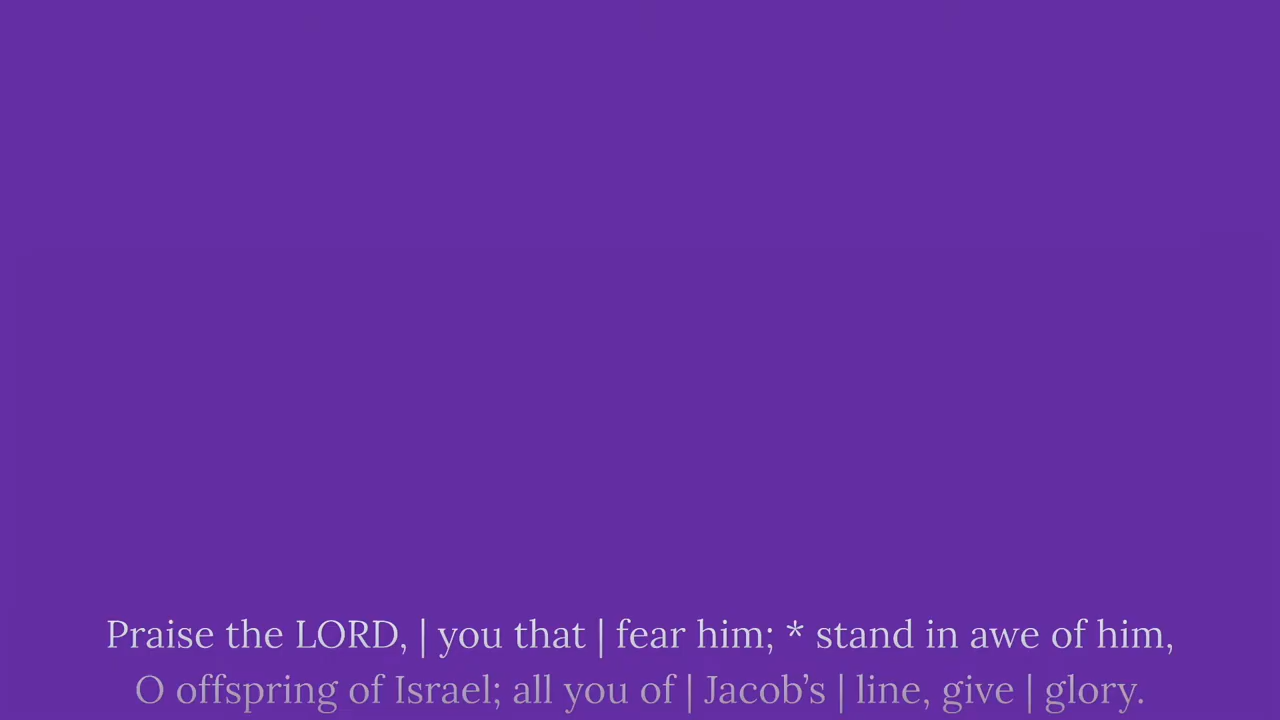 Praise the LORD, | you that | fear him; * stand in awe of him,
O offspring of Israel; all you of | Jacob’s | line, give | glory.